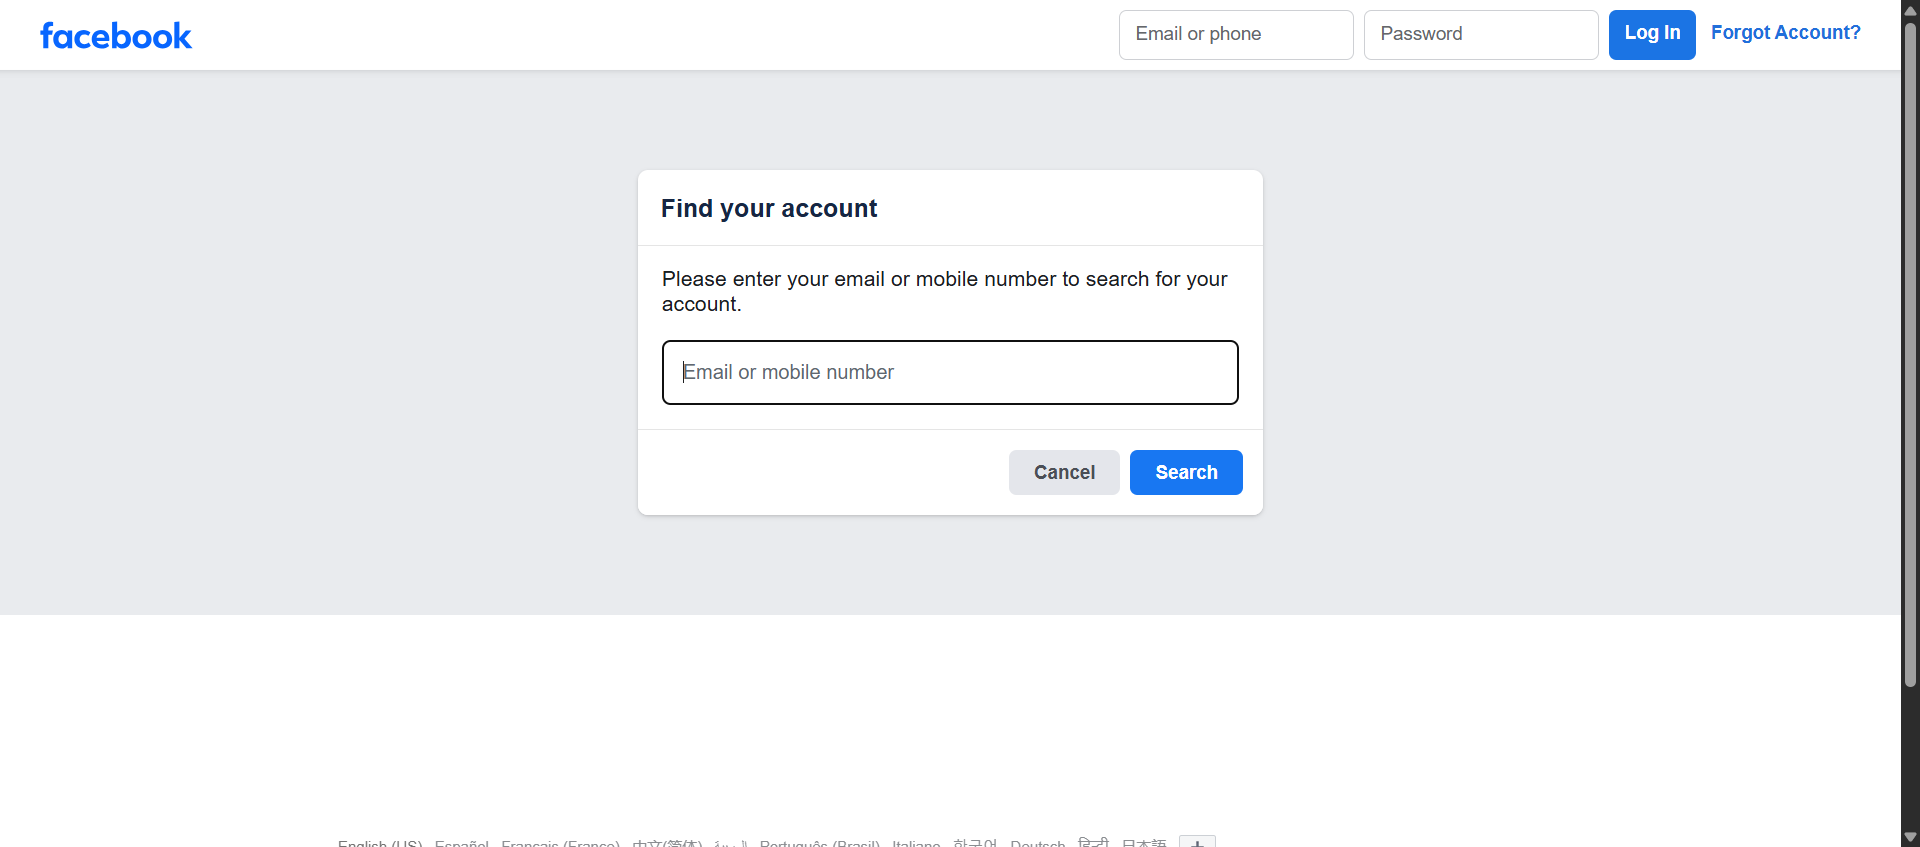 facebook
Email or phone
Password
Log In
Forgot Account?
Find your account
Please enter your email or mobile number to search for your
account.
Email or mobile number
Cancel
Search
English (US) Español Français (France) 中文(简体) Português (Brasil) Italiano 한국어 Deutsch हिन्दी 日本語 +